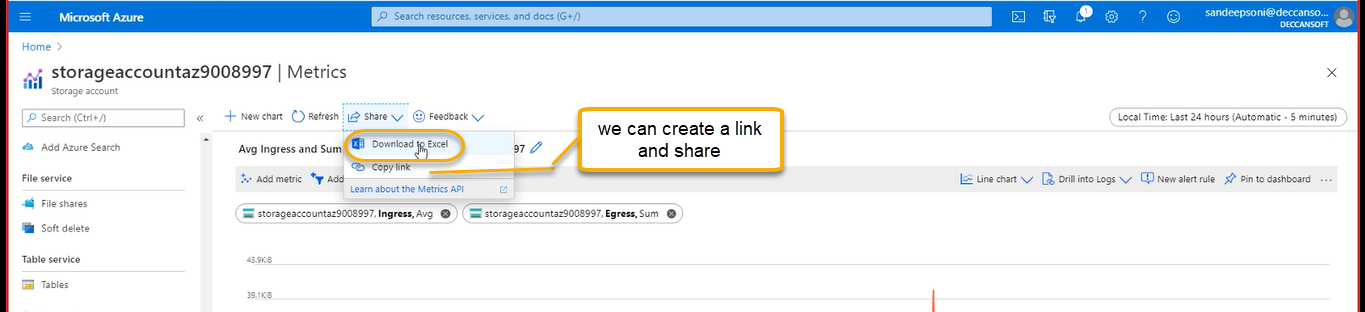 Microsoft Azure
Search resources, services, and docs (G+/)
1
sandeepsoni@deccanso...
DECCANSOFT
Home >
storageaccountaz9008997 | Metrics
Storage account
Search (Ctrl+/)
New chart
Refresh
Share
Feedback
Local Time: Last 24 hours (Automatic - 5 minutes)
we can create a link
and share
Add Azure Search
Download to Excel
Avg Ingress and Sum
97
Copy link
File service
Add metric
Add
Learn about the Metrics API
Line chart
Drill into Logs
New alert rule
Pin to dashboard
...
File shares
storageaccountaz9008997, Ingress, Avg
storageaccountaz9008997, Egress, Sum
Soft delete
Table service
43.9KiB
Tables
39.1KiB